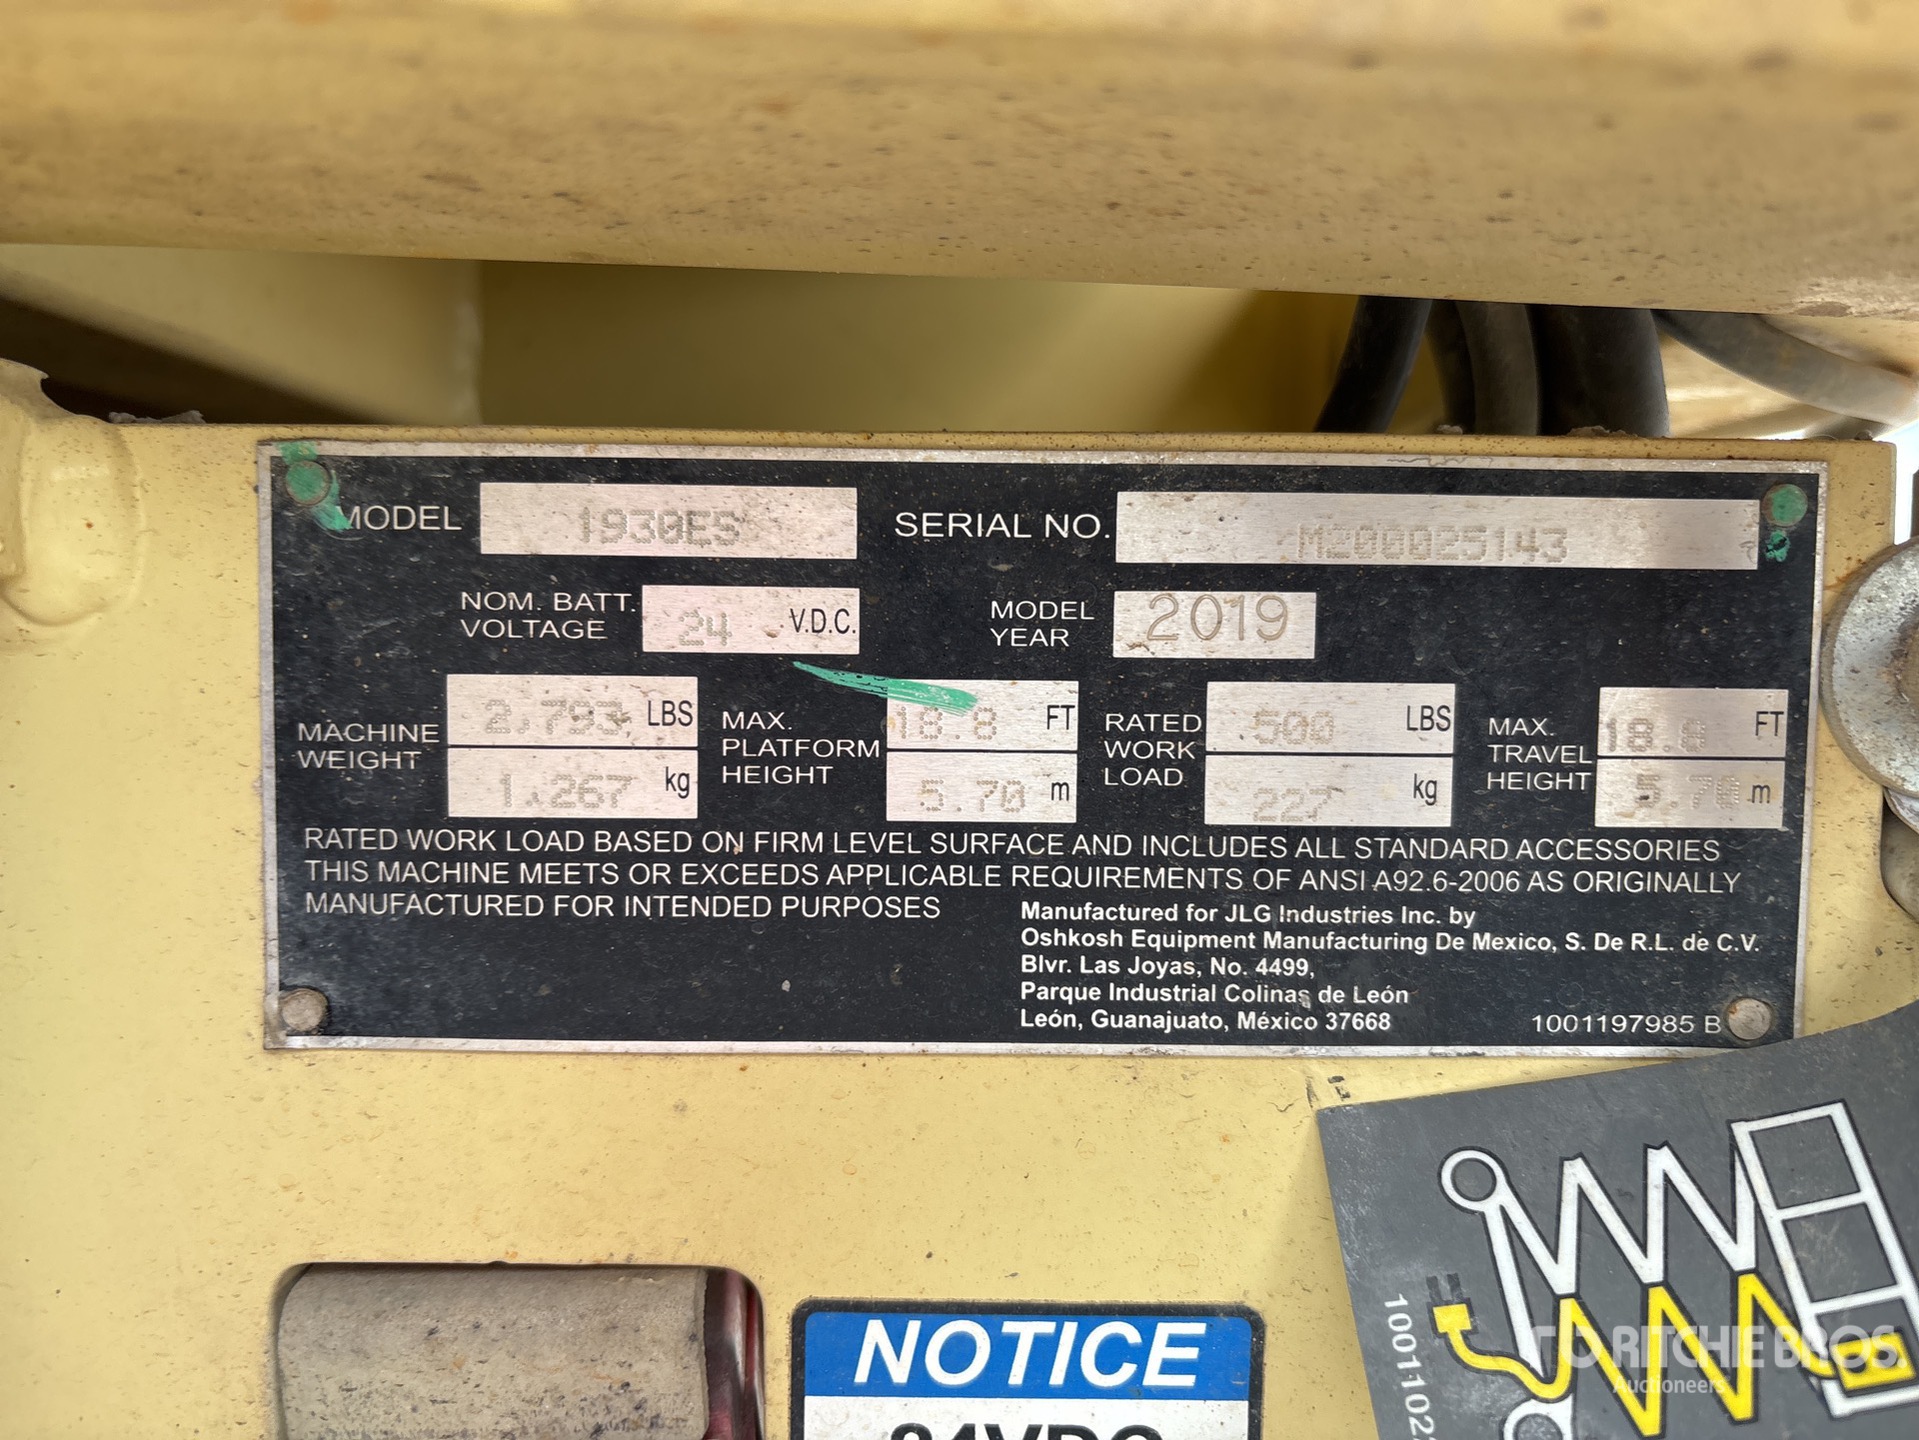 MODEL 1930ES SERIAL NO. M200025143
NOM. BATT. VOLTAGE 24 V.D.C. MODEL YEAR 2019
MACHINE WEIGHT 2,793 LBS 1,267 kg
MAX. PLATFORM HEIGHT 18.8 FT 5.70 m
RATED WORK LOAD 500 LBS 227 kg
MAX. TRAVEL HEIGHT 18.8 FT 5.70 m
RATED WORK LOAD BASED ON FIRM LEVEL SURFACE AND INCLUDES ALL STANDARD ACCESSORIES
THIS MACHINE MEETS OR EXCEEDS APPLICABLE REQUIREMENTS OF ANSI A92.6-2006 AS ORIGINALLY
MANUFACTURED FOR INTENDED PURPOSES
Manufactured for JLG Industries Inc. by
Oshkosh Equipment Manufacturing De Mexico, S. De R.L. de C.V.
Blvr. Las Joyas, No. 4499,
Parque Industrial Colinas de León
León, Guanajuato, México 37668
1001197985 B
NOTICE
24VDC
RITCHIE BROS.
Auctioneers